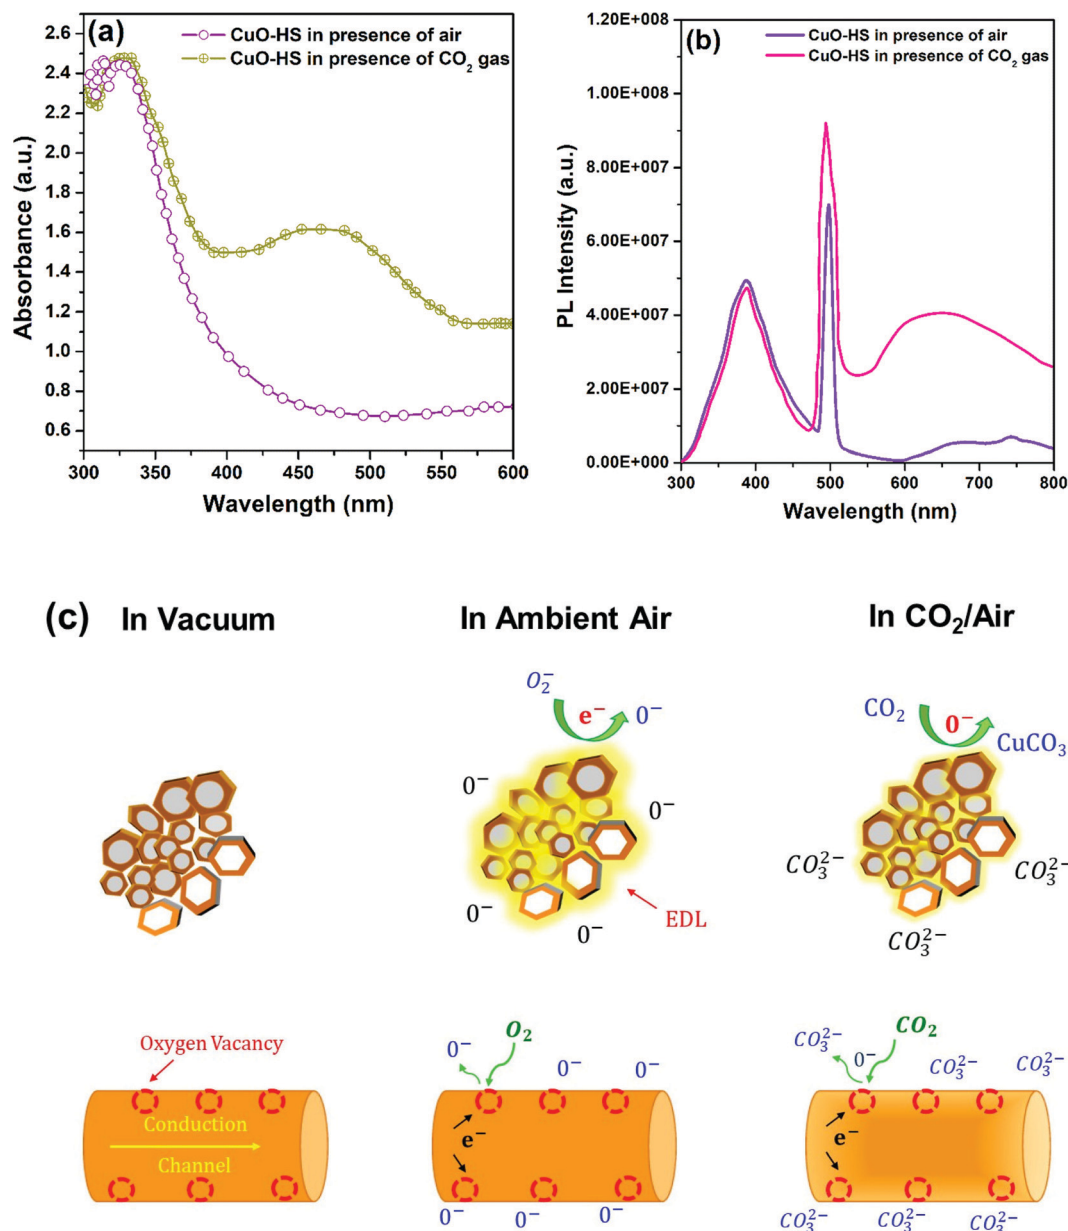 (a)
CuO-HS in presence of air
CuO-HS in presence of CO₂ gas
2.6
2.4
2.2
2.0
1.8
1.6
1.4
1.2
1.0
0.8
0.6
Absorbance (a.u.)
300 350 400 450 500 550 600
Wavelength (nm)
(b)
CuO-HS in presence of air
CuO-HS in presence of CO₂ gas
1.20E+008
1.00E+008
8.00E+007
6.00E+007
4.00E+007
2.00E+007
0.00E+000
PL Intensity (a.u.)
300 400 500 600 700 800
Wavelength (nm)
(c)
In Vacuum
In Ambient Air
In CO₂/Air
O₂⁻
e⁻
0⁻
0⁻
0⁻
0⁻
0⁻
EDL
CO₂
0⁻
CuCO₃
CO₃²⁻
CO₃²⁻
CO₃²⁻
Oxygen Vacancy
Conduction
Channel
O₂
0⁻
0⁻
0⁻
e⁻
0⁻
0⁻
0⁻
CO₃²⁻
0⁻
CO₂
CO₃²⁻
CO₃²⁻
e⁻
CO₃²⁻
CO₃²⁻
CO₃²⁻